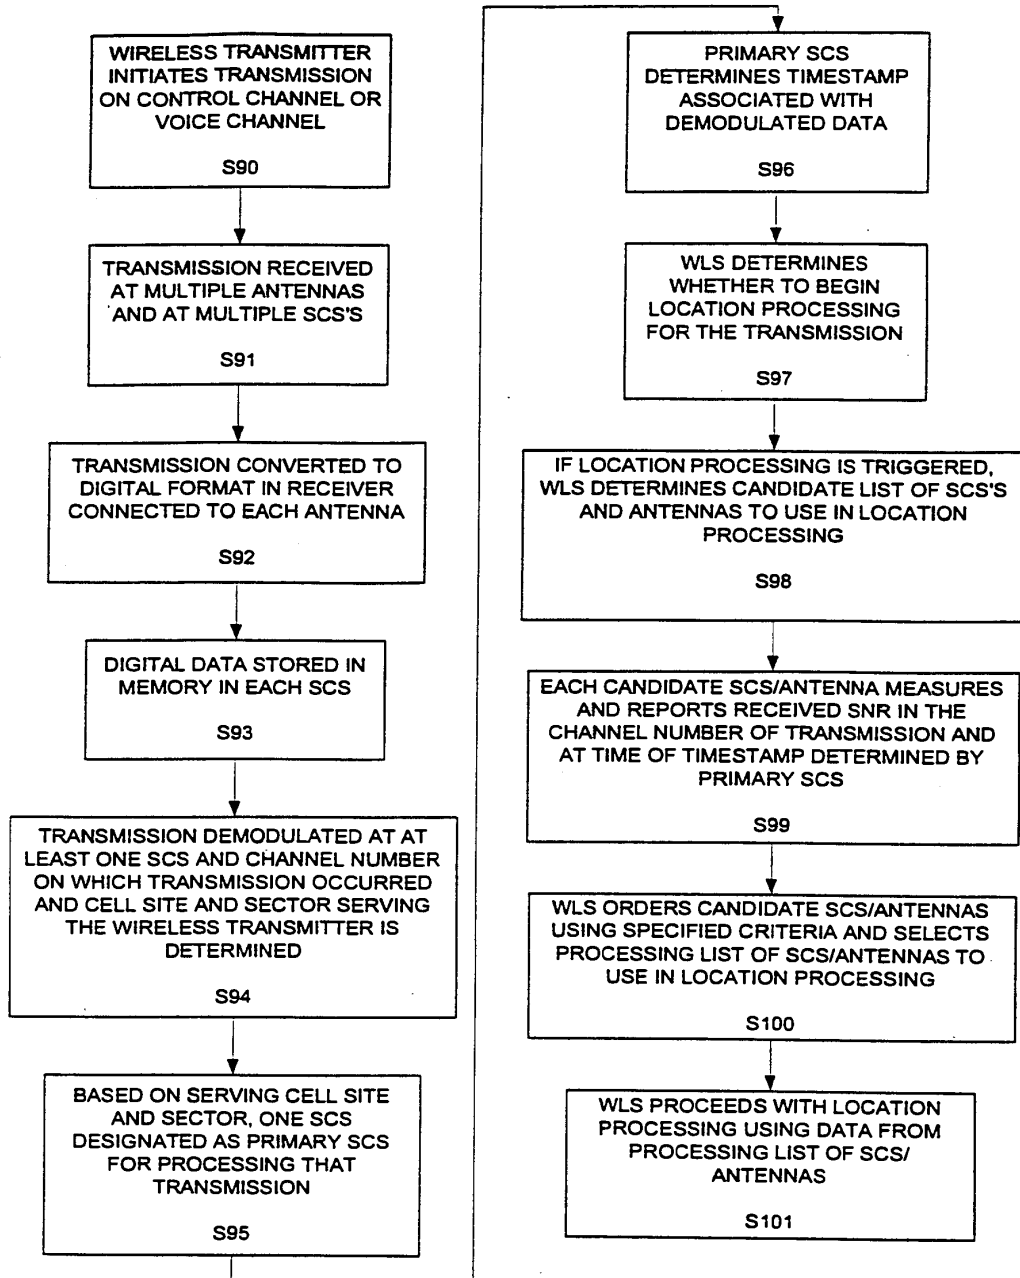 WIRELESS TRANSMITTER
INITIATES TRANSMISSION
ON CONTROL CHANNEL OR
VOICE CHANNEL
S90
TRANSMISSION RECEIVED
AT MULTIPLE ANTENNAS
AND AT MULTIPLE SCS'S
S91
TRANSMISSION CONVERTED TO
DIGITAL FORMAT IN RECEIVER
CONNECTED TO EACH ANTENNA
S92
DIGITAL DATA STORED IN
MEMORY IN EACH SCS
S93
TRANSMISSION DEMODULATED AT AT
LEAST ONE SCS AND CHANNEL NUMBER
ON WHICH TRANSMISSION OCCURRED
AND CELL SITE AND SECTOR SERVING
THE WIRELESS TRANSMITTER IS
DETERMINED
S94
BASED ON SERVING CELL SITE
AND SECTOR, ONE SCS
DESIGNATED AS PRIMARY SCS
FOR PROCESSING THAT
TRANSMISSION
S95
PRIMARY SCS
DETERMINES TIMESTAMP
ASSOCIATED WITH
DEMODULATED DATA
S96
WLS DETERMINES
WHETHER TO BEGIN
LOCATION PROCESSING
FOR THE TRANSMISSION
S97
IF LOCATION PROCESSING IS TRIGGERED,
WLS DETERMINES CANDIDATE LIST OF SCS'S
AND ANTENNAS TO USE IN LOCATION
PROCESSING
S98
EACH CANDIDATE SCS/ANTENNA MEASURES
AND REPORTS RECEIVED SNR IN THE
CHANNEL NUMBER OF TRANSMISSION AND
AT TIME OF TIMESTAMP DETERMINED BY
PRIMARY SCS
S99
WLS ORDERS CANDIDATE SCS/ANTENNAS
USING SPECIFIED CRITERIA AND SELECTS
PROCESSING LIST OF SCS/ANTENNAS TO
USE IN LOCATION PROCESSING
S100
WLS PROCEEDS WITH LOCATION
PROCESSING USING DATA FROM
PROCESSING LIST OF SCS/
ANTENNAS
S101